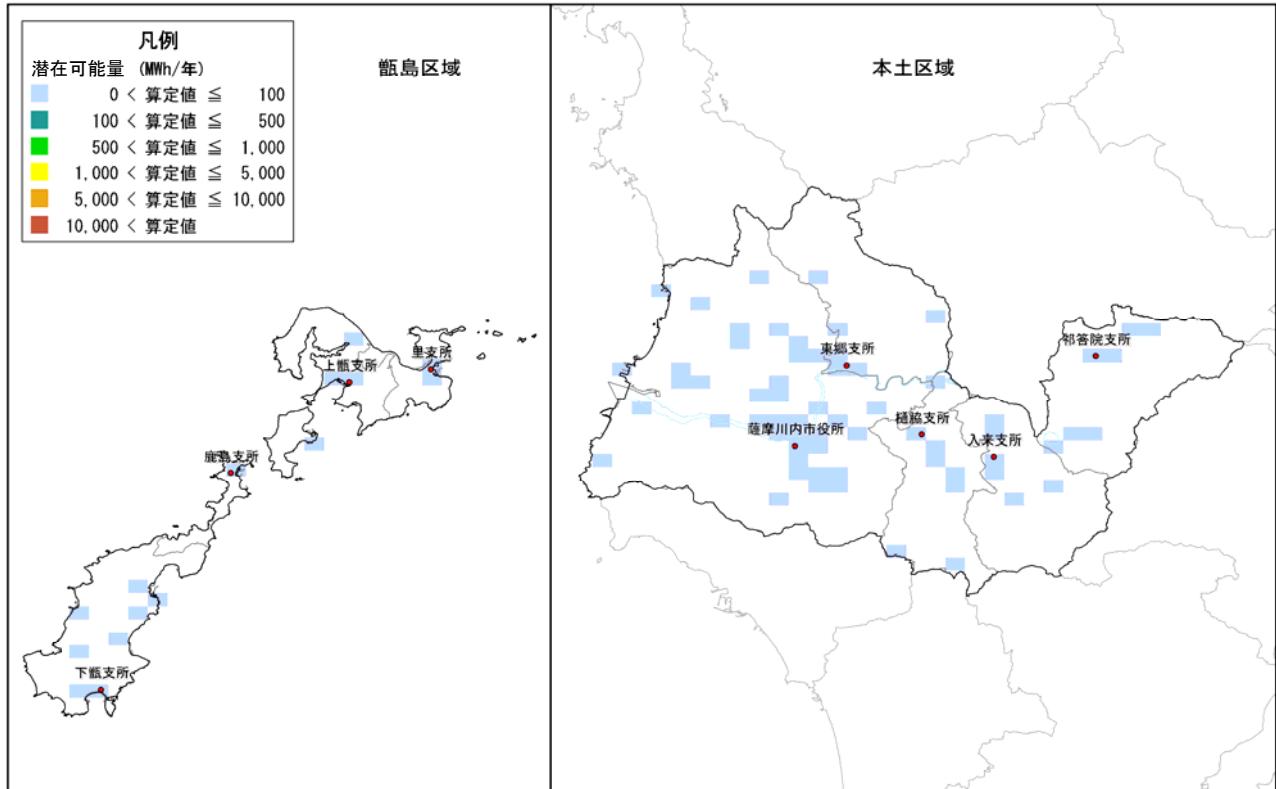 凡例
潜在可能量 (MWh/年)
0 < 算定値 ≦ 100
100 < 算定値 ≦ 500
500 < 算定値 ≦ 1,000
1,000 < 算定値 ≦ 5,000
5,000 < 算定値 ≦ 10,000
10,000 < 算定値
甑島区域
本土区域
里支所
上甑支所
鹿島支所
下甑支所
東郷支所
祁答院支所
薩摩川内市役所
樋脇支所
入来支所